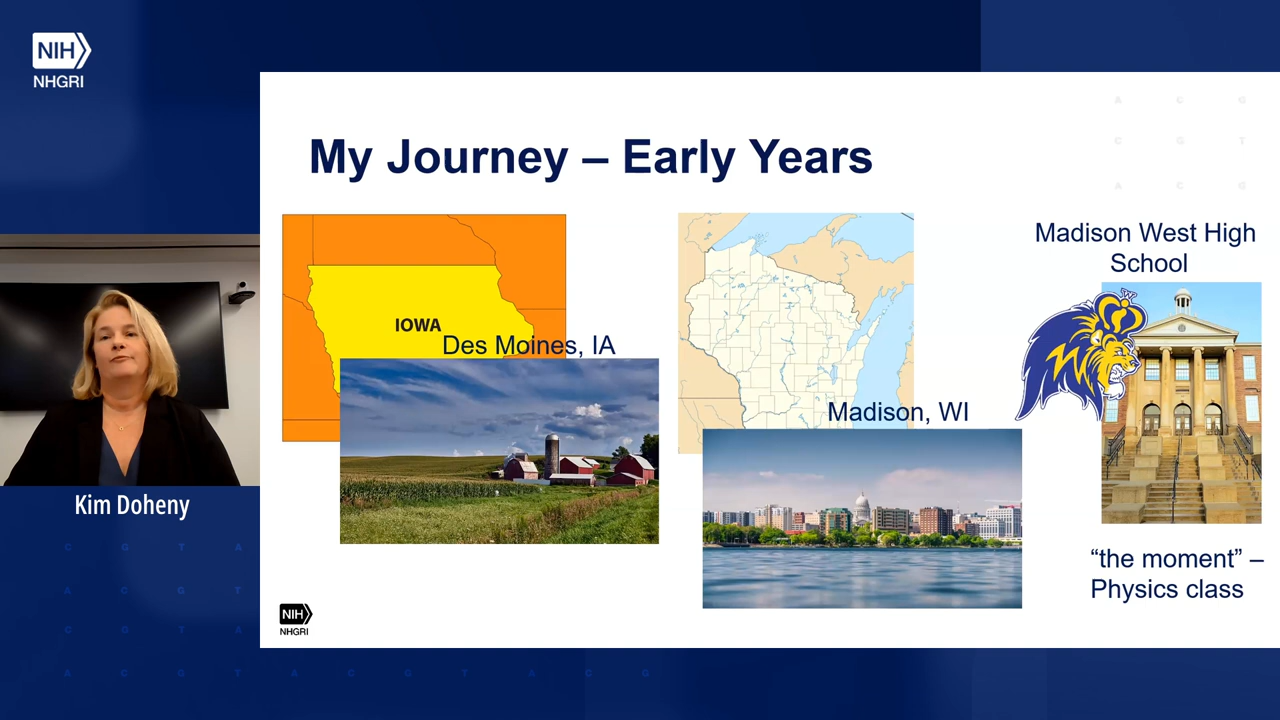 NIH
NHGRI
My Journey – Early Years
IOWA
Des Moines, IA
Madison, WI
Madison West High
School
W
“the moment” –
Physics class
NIH
NHGRI
Kim Doheny
A C G
C G T
A C G
C G T A
A C G T
C G T A
A C G T A C G T A C G